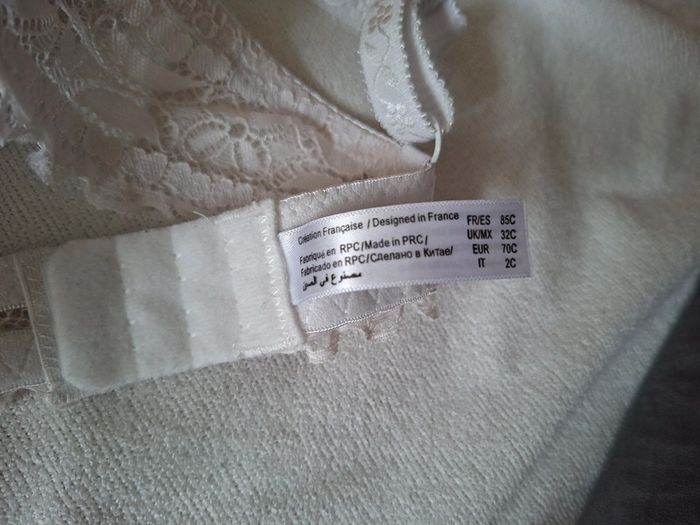 Création Française / Designed in France
Fabriqué en RPC/Made in PRC/
Fabricado en RPC/Сделано в Китае/
مصنوع في الصين
FR/ES 85C
UK/MX 32C
EUR 70C
IT 2C